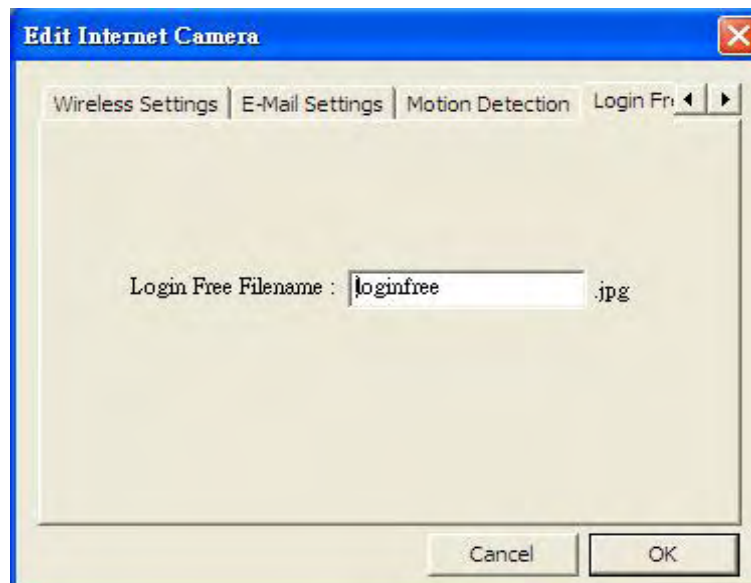 Edit Internet Camera
Wireless Settings E-Mail Settings Motion Detection Login Fr
Login Free Filename : loginfree .jpg
Cancel OK